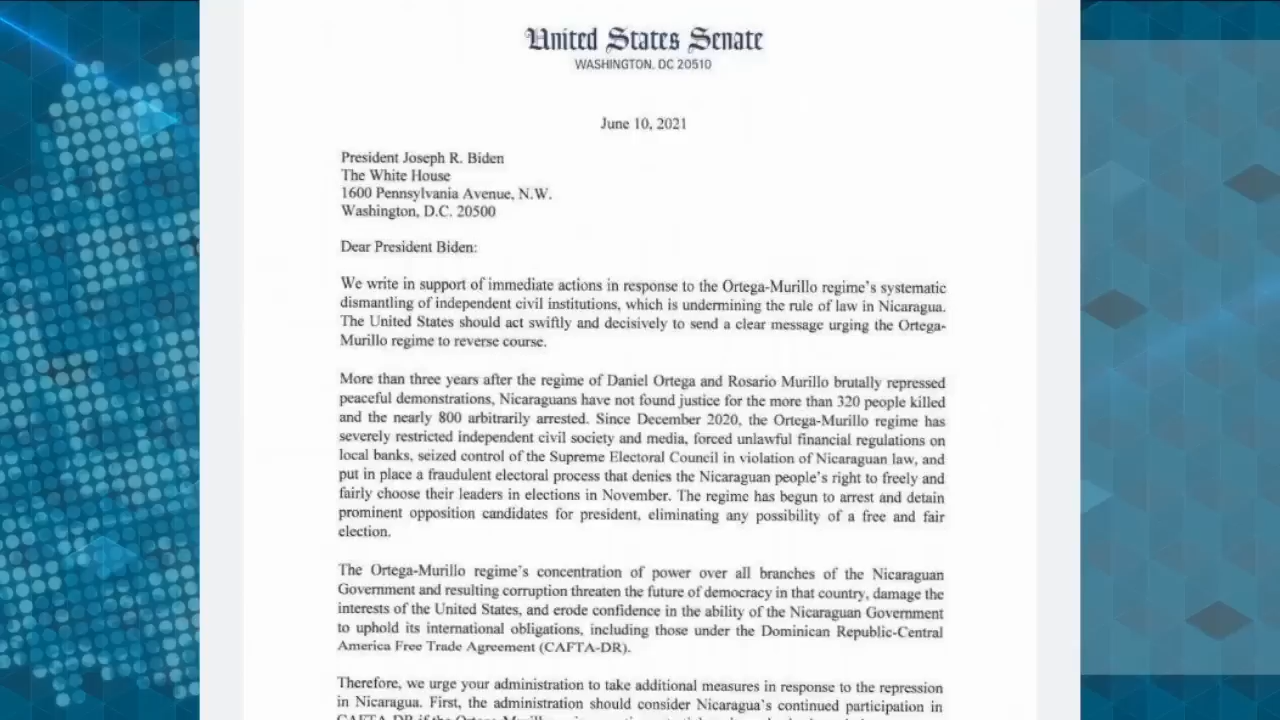 United States Senate
WASHINGTON, DC 20510
June 10, 2021
President Joseph R. Biden
The White House
1600 Pennsylvania Avenue, N.W.
Washington, D.C. 20500
Dear President Biden:
We write in support of immediate actions in response to the Ortega-Murillo regime's systematic
dismantling of independent civil institutions, which is undermining the rule of law in Nicaragua.
The United States should act swiftly and decisively to send a clear message urging the Ortega-
Murillo regime to reverse course.
More than three years after the regime of Daniel Ortega and Rosario Murillo brutally repressed
peaceful demonstrations, Nicaraguans have not found justice for the more than 320 people killed
and the nearly 800 arbitrarily arrested. Since December 2020, the Ortega-Murillo regime has
severely restricted independent civil society and media, forced unlawful financial regulations on
local banks, seized control of the Supreme Electoral Council in violation of Nicaraguan law, and
put in place a fraudulent electoral process that denies the Nicaraguan people's right to freely and
fairly choose their leaders in elections in November. The regime has begun to arrest and detain
prominent opposition candidates for president, eliminating any possibility of a free and fair
election.
The Ortega-Murillo regime's concentration of power over all branches of the Nicaraguan
Government and resulting corruption threaten the future of democracy in that country, damage the
interests of the United States, and erode confidence in the ability of the Nicaraguan Government
to uphold its international obligations, including those under the Dominican Republic-Central
America Free Trade Agreement (CAFTA-DR).
Therefore, we urge your administration to take additional measures in response to the repression
in Nicaragua. First, the administration should consider Nicaragua's continued participation in
CAFTA-DR if the Ortega-Murillo